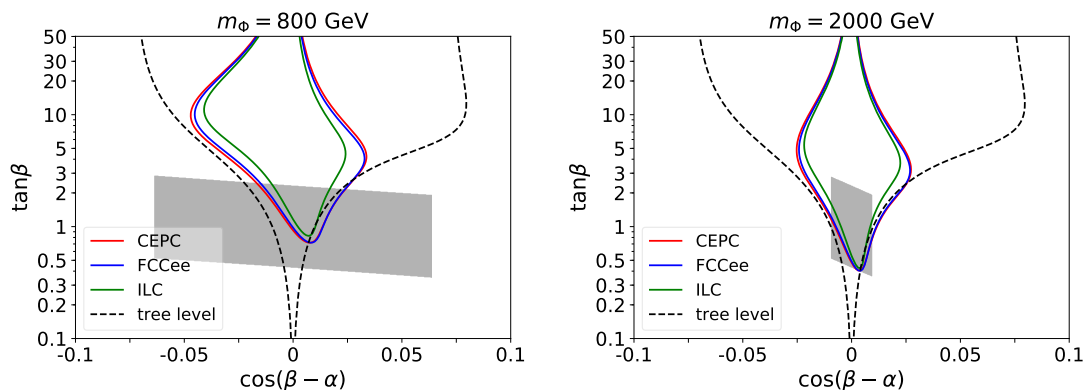 m_Φ = 800 GeV
tanβ
50
30
20
10
5
3
2
1
0.5
0.3
0.2
0.1
CEPC
FCCee
ILC
tree level
-0.1
-0.05
0
0.05
0.1
cos(β − α)
m_Φ = 2000 GeV
tanβ
50
30
20
10
5
3
2
1
0.5
0.3
0.2
0.1
CEPC
FCCee
ILC
tree level
-0.1
-0.05
0
0.05
0.1
cos(β − α)